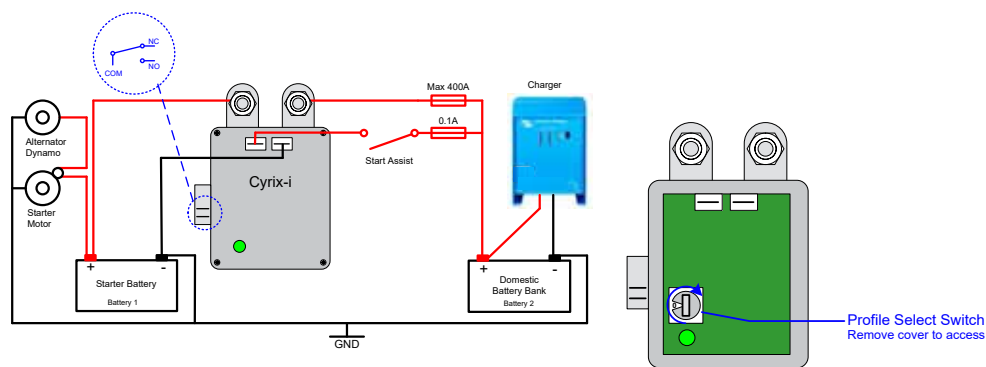 NC
COM
NO
Max 400A
Charger
0.1A
Start Assist
Alternator
Dynamo
Cyrix-i
Starter
Motor
+
-
Starter Battery
Battery 1
+
-
Domestic
Battery Bank
Battery 2
GND
Profile Select Switch
Remove cover to access